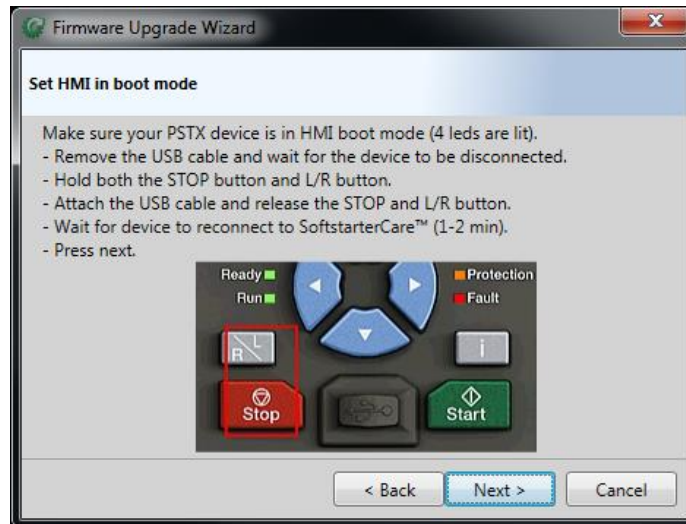 Firmware Upgrade Wizard
Set HMI in boot mode
Make sure your PSTX device is in HMI boot mode (4 leds are lit).
- Remove the USB cable and wait for the device to be disconnected.
- Hold both the STOP button and L/R button.
- Attach the USB cable and release the STOP and L/R button.
- Wait for device to reconnect to SoftstarterCare™ (1-2 min).
- Press next.
Ready Protection
Run Fault
R L i
Stop Start
< Back Next > Cancel